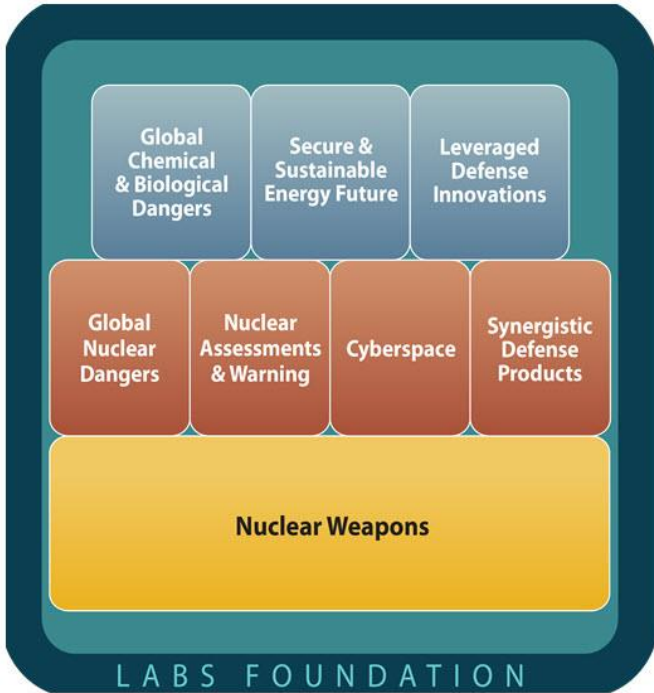 Global
Chemical
& Biological
Dangers
Secure &
Sustainable
Energy Future
Leveraged
Defense
Innovations
Global
Nuclear
Dangers
Nuclear
Assessments
& Warning
Cyberspace
Synergistic
Defense
Products
Nuclear Weapons
LABS FOUNDATION